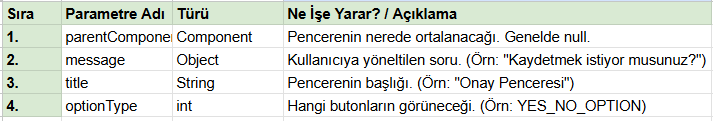 Sıra Parametre Adı Türü Ne İşe Yarar? / Açıklama
1. parentComponen Component Pencerenin nerede ortalanacağı. Genelde null.
2. message Object Kullanıcıya yöneltilen soru. (Örn: "Kaydetmek istiyor musunuz?")
3. title String Pencerenin başlığı. (Örn: "Onay Penceresi")
4. optionType int Hangi butonların görüneceği. (Örn: YES_NO_OPTION)